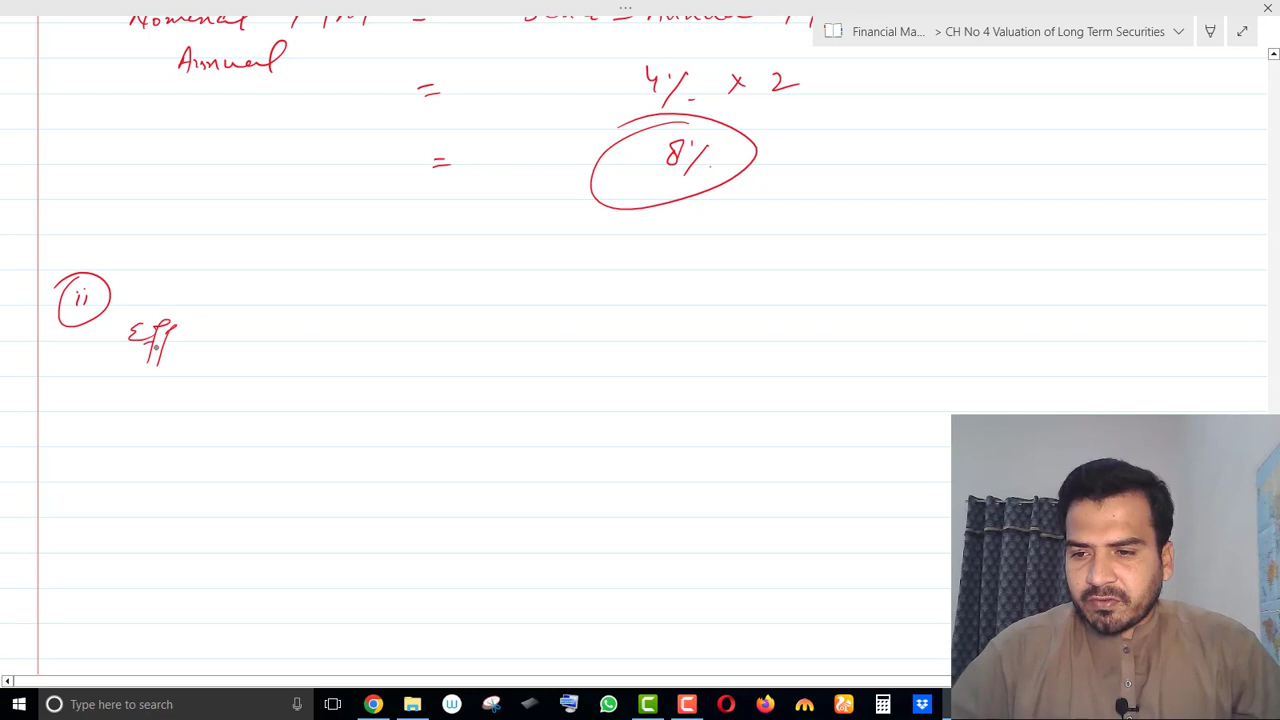 Financial Ma... > CH No 4 Valuation of Long Term Securities
Nominal
Annual
= 4% x 2
= 8%
ii
Eff
Type here to search